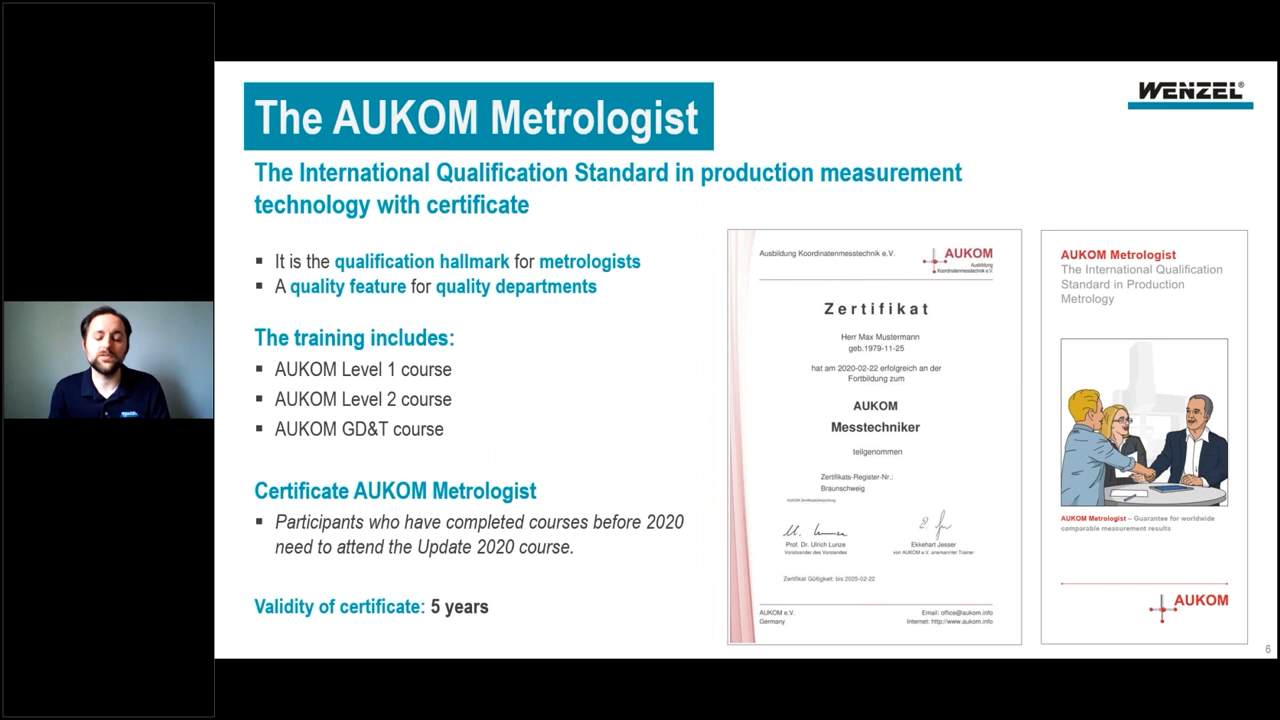 The AUKOM Metrologist
WENZEL®
The International Qualification Standard in production measurement
technology with certificate
▪ It is the qualification hallmark for metrologists
▪ A quality feature for quality departments
The training includes:
▪ AUKOM Level 1 course
▪ AUKOM Level 2 course
▪ AUKOM GD&T course
Certificate AUKOM Metrologist
▪ Participants who have completed courses before 2020
need to attend the Update 2020 course.
Validity of certificate: 5 years
Ausbildung Koordinatenmesstechnik e.V.
AUKOM
Ausbildung
Koordinatenmesstechnik e.V.
Zertifikat
Herr Max Mustermann
geb.1979-11-25
hat am 2020-02-22 erfolgreich an der
Fortbildung zum
AUKOM
Messtechniker
teilgenommen
Zertifikats-Register-Nr.:
Braunschweig
Prof. Dr. Ulrich Lunze
Vorsitzender des Vorstandes
Ekkehart Jesser
von AUKOM e.V. anerkannter Trainer
Zertifikat Gültigkeit: bis 2025-02-22
AUKOM e.V.
Germany
Email: office@aukom.info
Internet: http://www.aukom.info
AUKOM Metrologist
The International Qualification
Standard in Production
Metrology
AUKOM Metrologist – Guarantee for worldwide
comparable measurement results
AUKOM
6